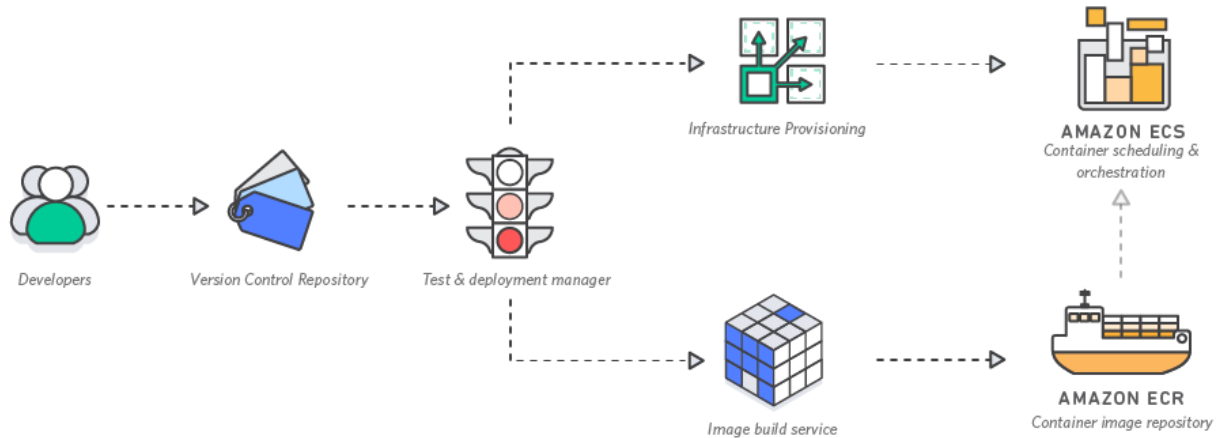 Infrastructure Provisioning
AMAZON ECS
Container scheduling &
orchestration
Developers
Version Control Repository
Test & deployment manager
Image build service
AMAZON ECR
Container image repository